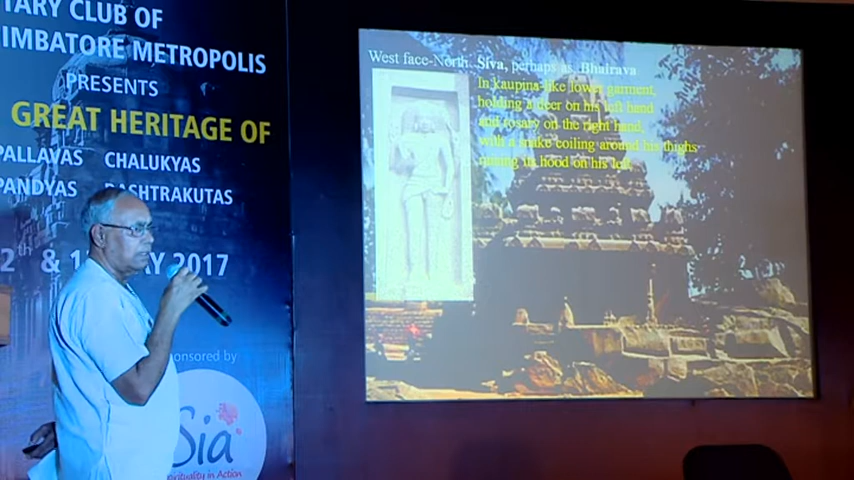 TARY CLUB OF
IMBATORE METROPOLIS
PRESENTS
GREAT HERITAGE OF
PALLAVAS CHALUKYAS
PANDYAS RASHTRAKUTAS
2 & 1 AY 2017
onsored by
Sia
pirituality in Action
West face-North. Siva, perhaps as Bhairava
In kaupina-like lower garment,
holding a deer on his left hand
and rosary on the right hand,
with a snake coiling around his thighs
raising its hood on his left.